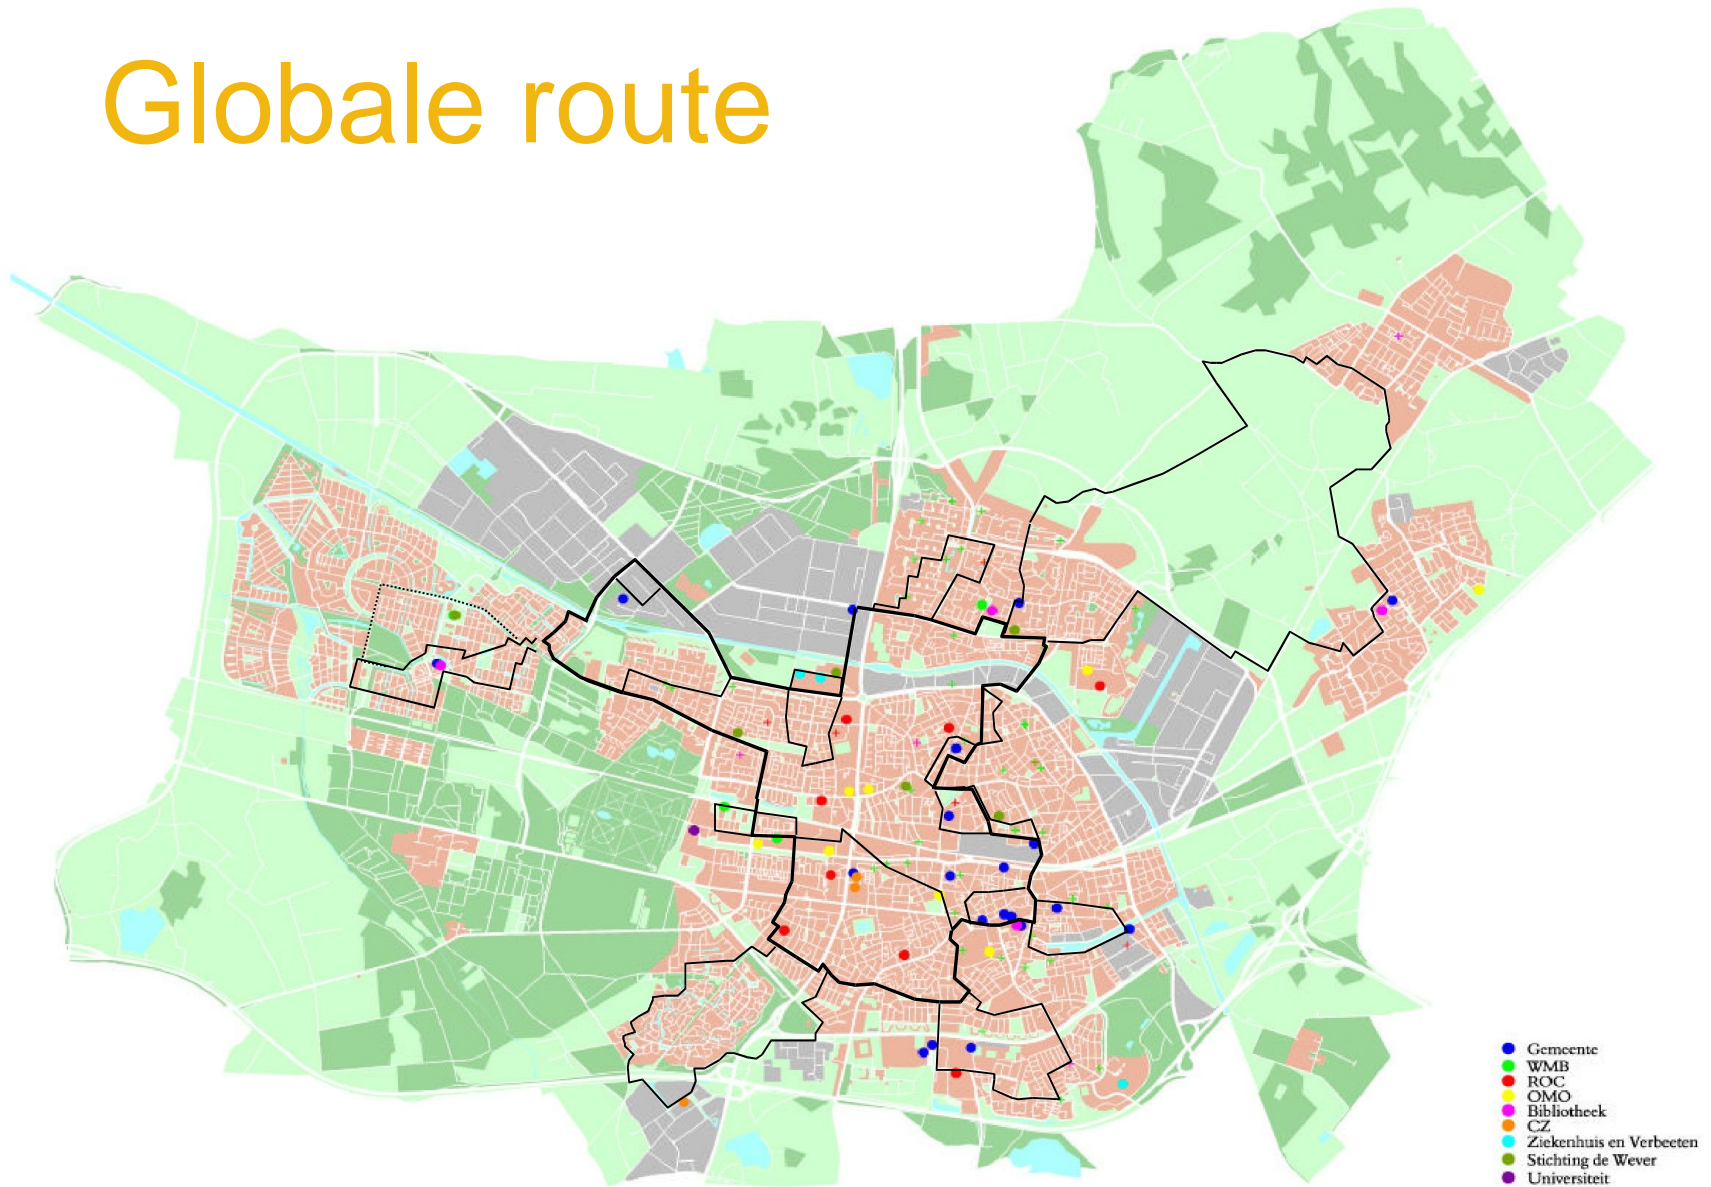 Globale route
Gemeente
WMB
ROC
OMO
Bibliotheek
CZ
Ziekenhuis en Verbeeten
Stichting de Wever
Universiteit